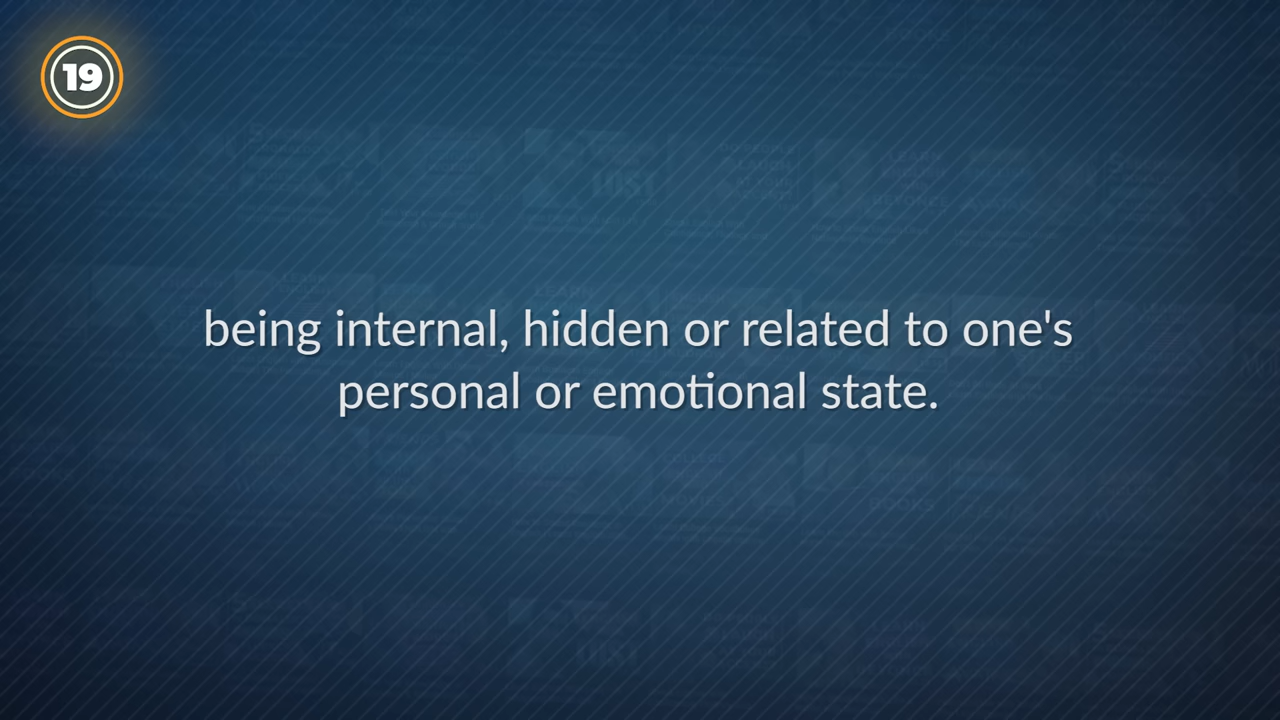 19
being internal, hidden or related to one's
personal or emotional state.